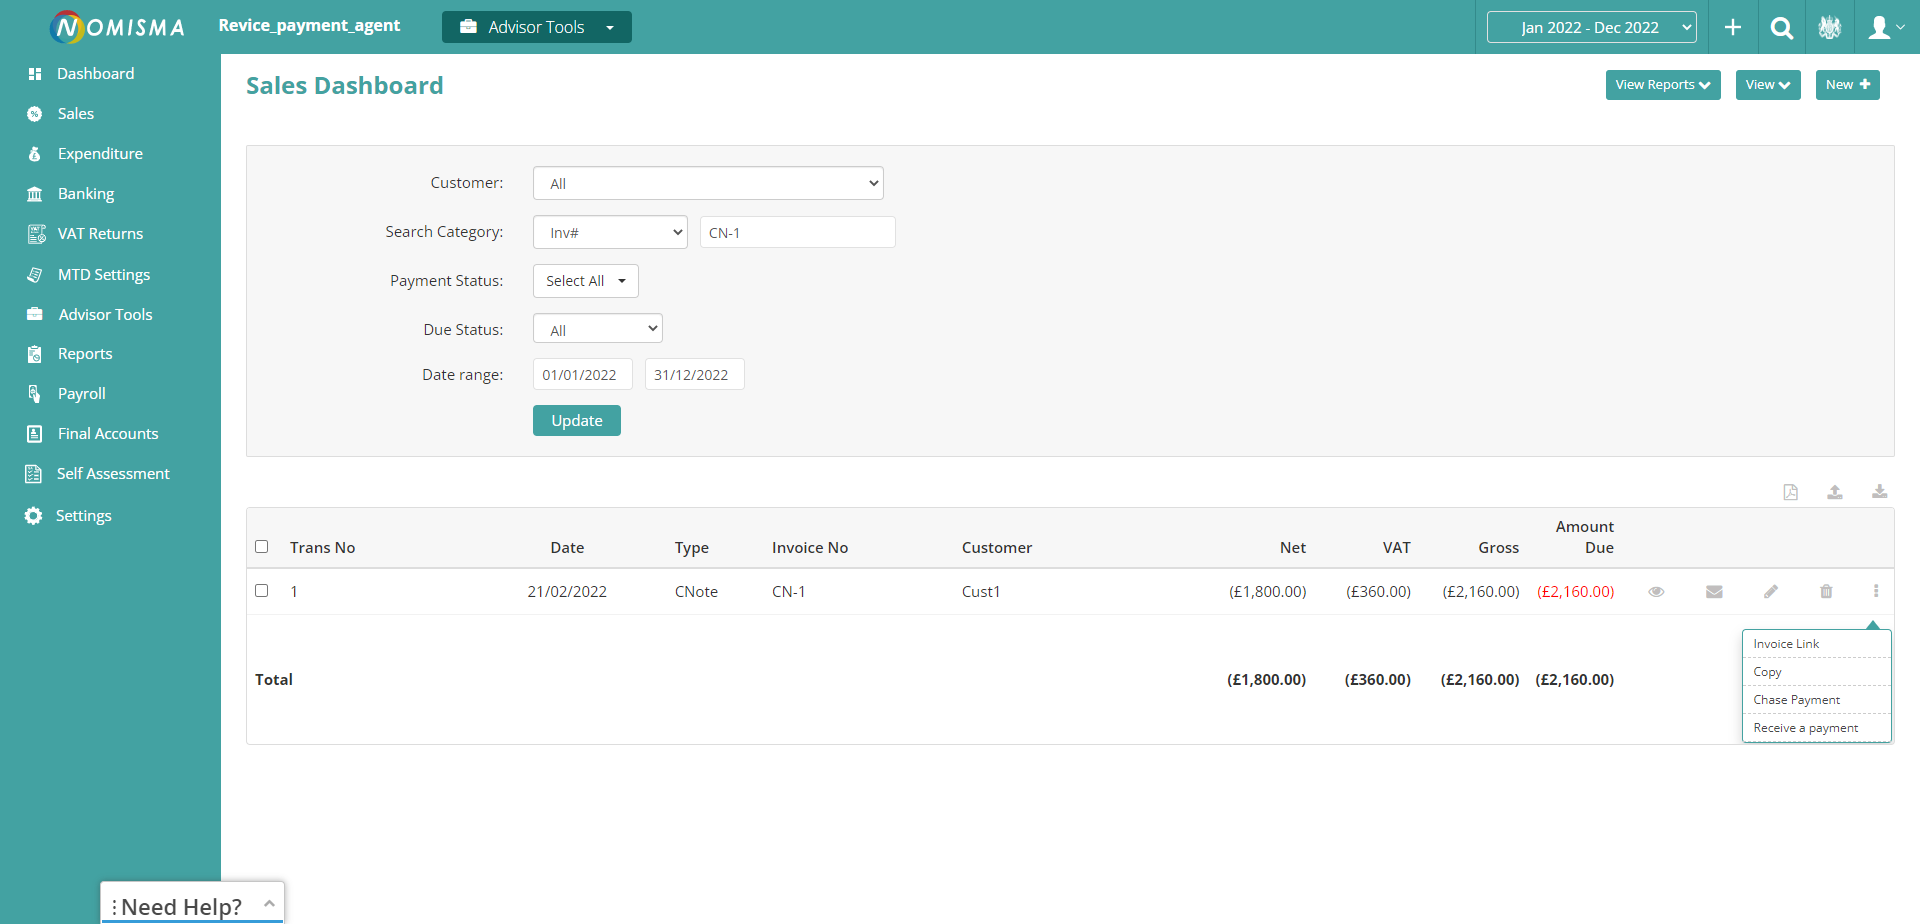 NOMISMA
Revice_payment_agent
Advisor Tools
Jan 2022 - Dec 2022
Dashboard
Sales
Expenditure
Banking
VAT Returns
MTD Settings
Advisor Tools
Reports
Payroll
Final Accounts
Self Assessment
Settings
Sales Dashboard
View Reports
View
New
Customer: All
Search Category: Inv# CN-1
Payment Status: Select All
Due Status: All
Date range: 01/01/2022 31/12/2022
Update
Trans No Date Type Invoice No Customer Net VAT Gross Amount Due
1 21/02/2022 CNote CN-1 Cust1 (£1,800.00) (£360.00) (£2,160.00) (£2,160.00)
Total (£1,800.00) (£360.00) (£2,160.00) (£2,160.00)
Invoice Link
Copy
Chase Payment
Receive a payment
Need Help?